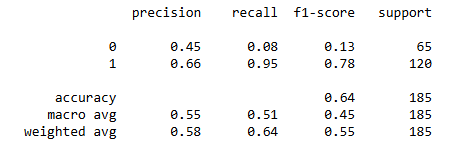 precision recall f1-score support
0 0.45 0.08 0.13 65
1 0.66 0.95 0.78 120
accuracy 0.64 185
macro avg 0.55 0.51 0.45 185
weighted avg 0.58 0.64 0.55 185